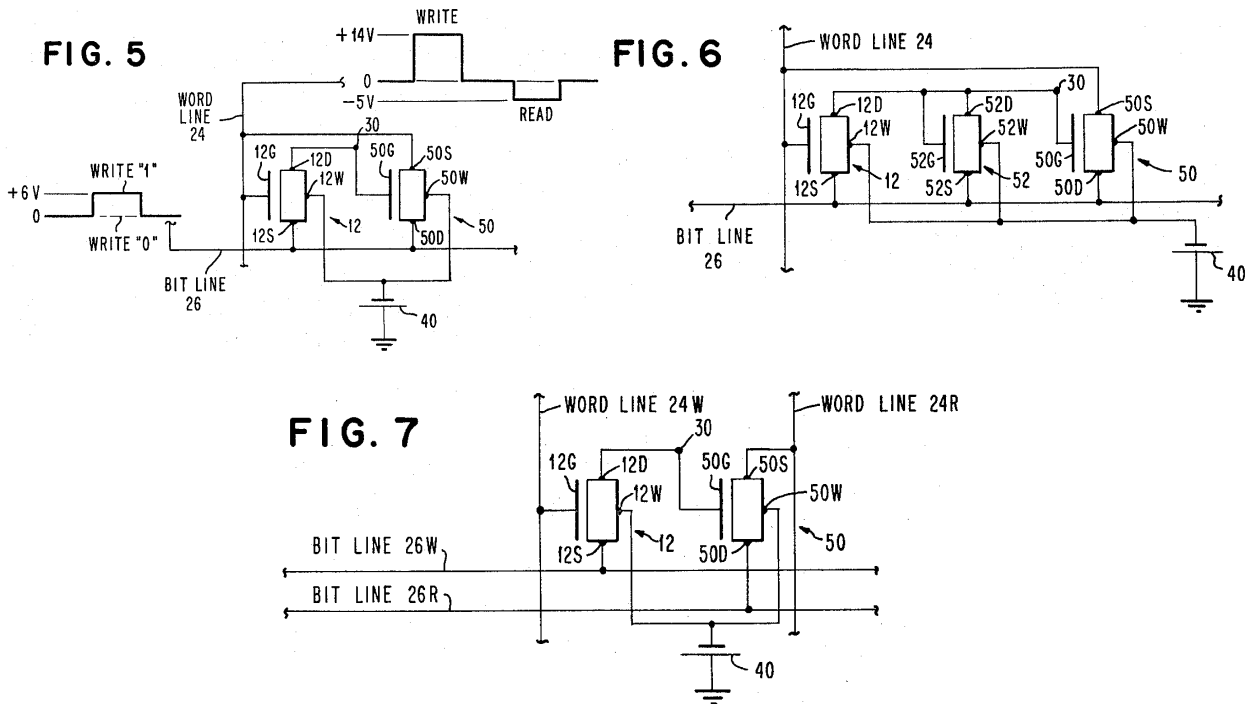 FIG. 5
WRITE
+14V
0
-5V
READ
WORD
LINE
24
30
12G
12D
50G
50S
12W
50W
12
50
12S
50D
+6V
WRITE "1"
0
WRITE "0"
BIT LINE
26
40
FIG. 6
WORD LINE 24
30
12G
12D
52D
50S
12W
52W
50W
52G
50G
12S
12
52S
52
50D
50
BIT LINE
26
40
FIG. 7
WORD LINE 24W
WORD LINE 24R
30
12G
12D
50G
50S
12W
50W
12S
12
50D
50
BIT LINE 26W
BIT LINE 26R
40